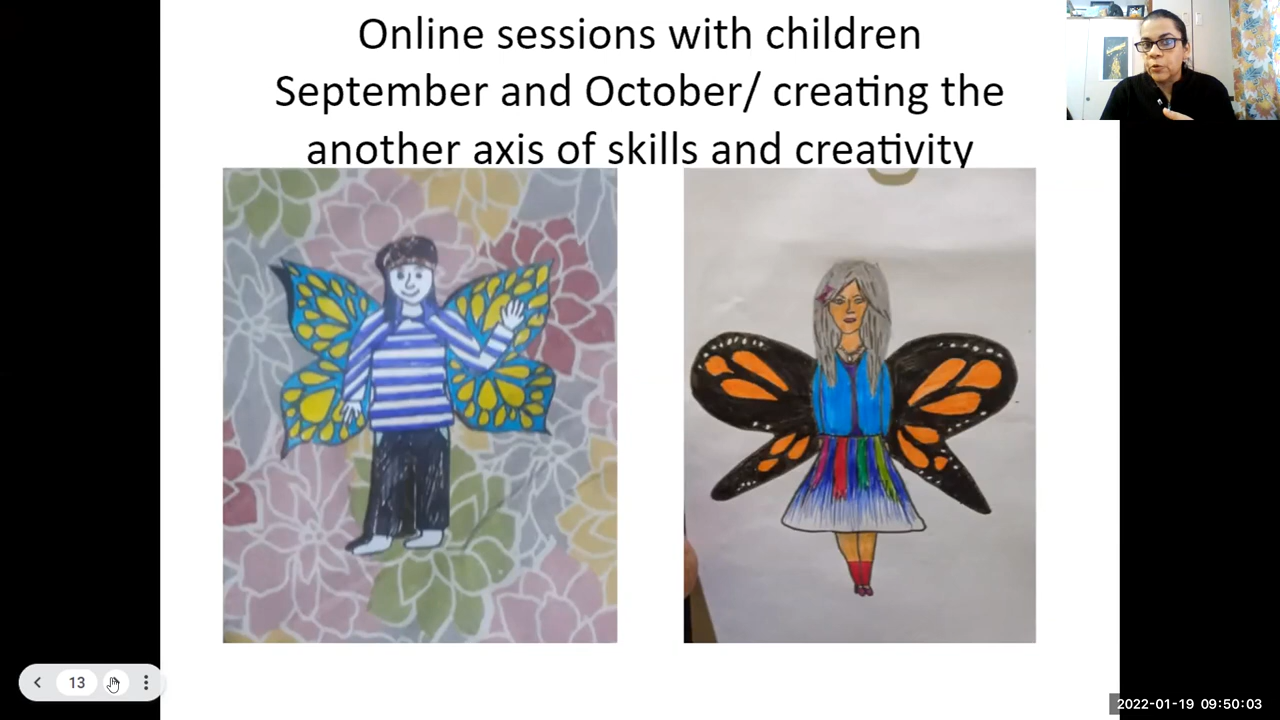 Online sessions with children
September and October/ creating the
another axis of skills and creativity
13
2022-01-19 09:50:03